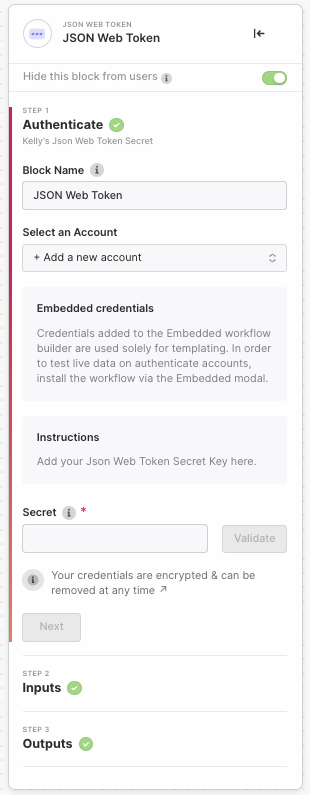 JSON WEB TOKEN
JSON Web Token
Hide this block from users
STEP 1
Authenticate
Kelly's Json Web Token Secret
Block Name
JSON Web Token
Select an Account
+ Add a new account
Embedded credentials
Credentials added to the Embedded workflow
builder are used solely for templating. In order
to test live data on authenticate accounts,
install the workflow via the Embedded modal.
Instructions
Add your Json Web Token Secret Key here.
Secret *
Validate
Your credentials are encrypted & can be
removed at any time ↗
Next
STEP 2
Inputs
STEP 3
Outputs